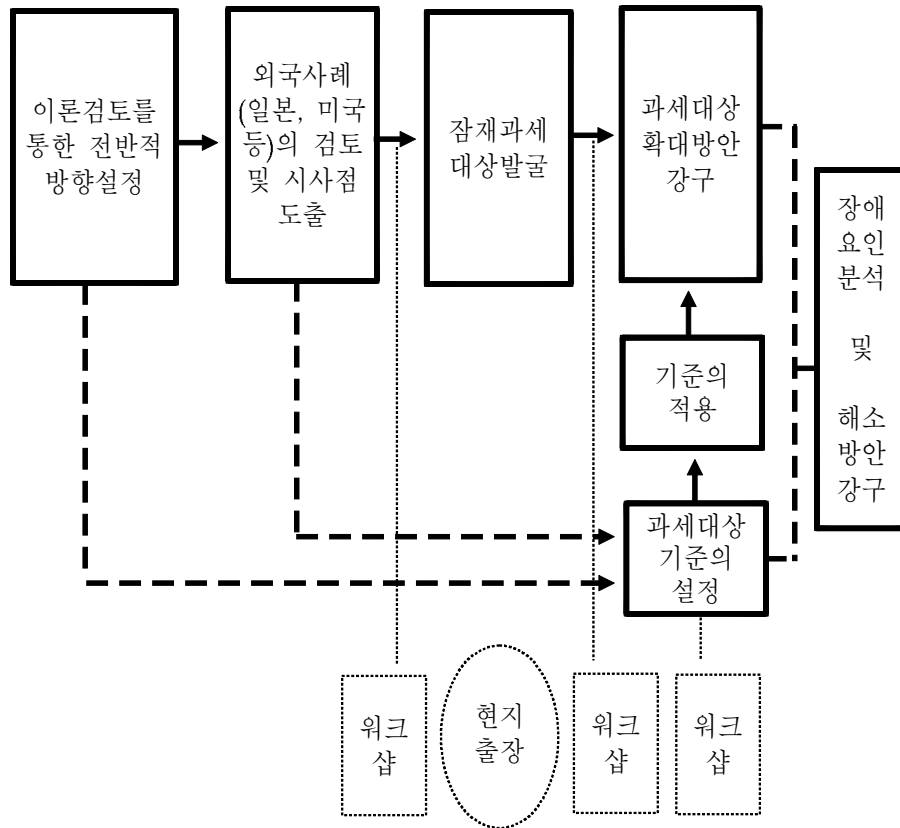 이론검토를
통한 전반적
방향설정
외국사례
(일본, 미국
등)의 검토
및 시사점
도출
잠재과세
대상발굴
과세대상
확대방안
강구
장애
요인
분석
및
해소
방안
강구
기준의
적용
과세대상
기준의
설정
워크
샵
현지
출장
워크
샵
워크
샵